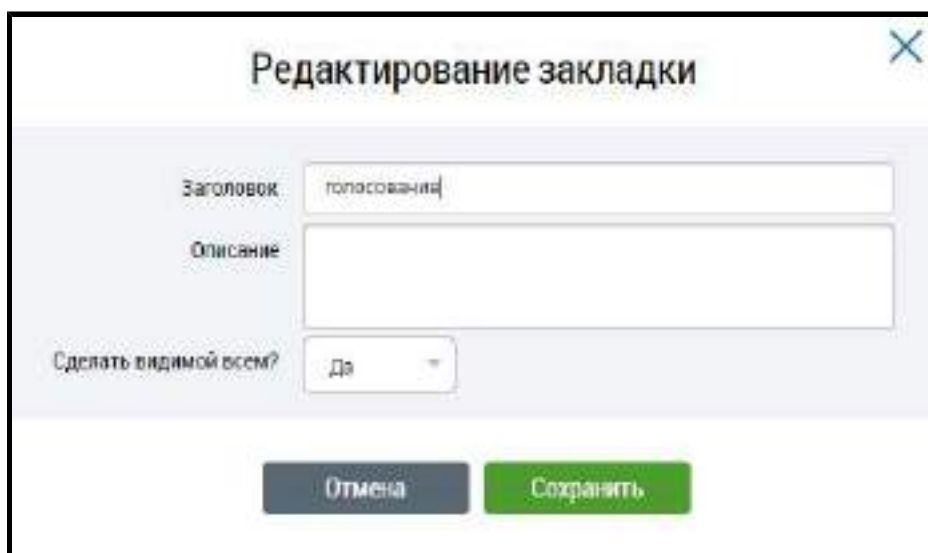 Редактирование закладки
Заголовок голосования
Описание
Сделать видимой всем? Да
Отмена Сохранить